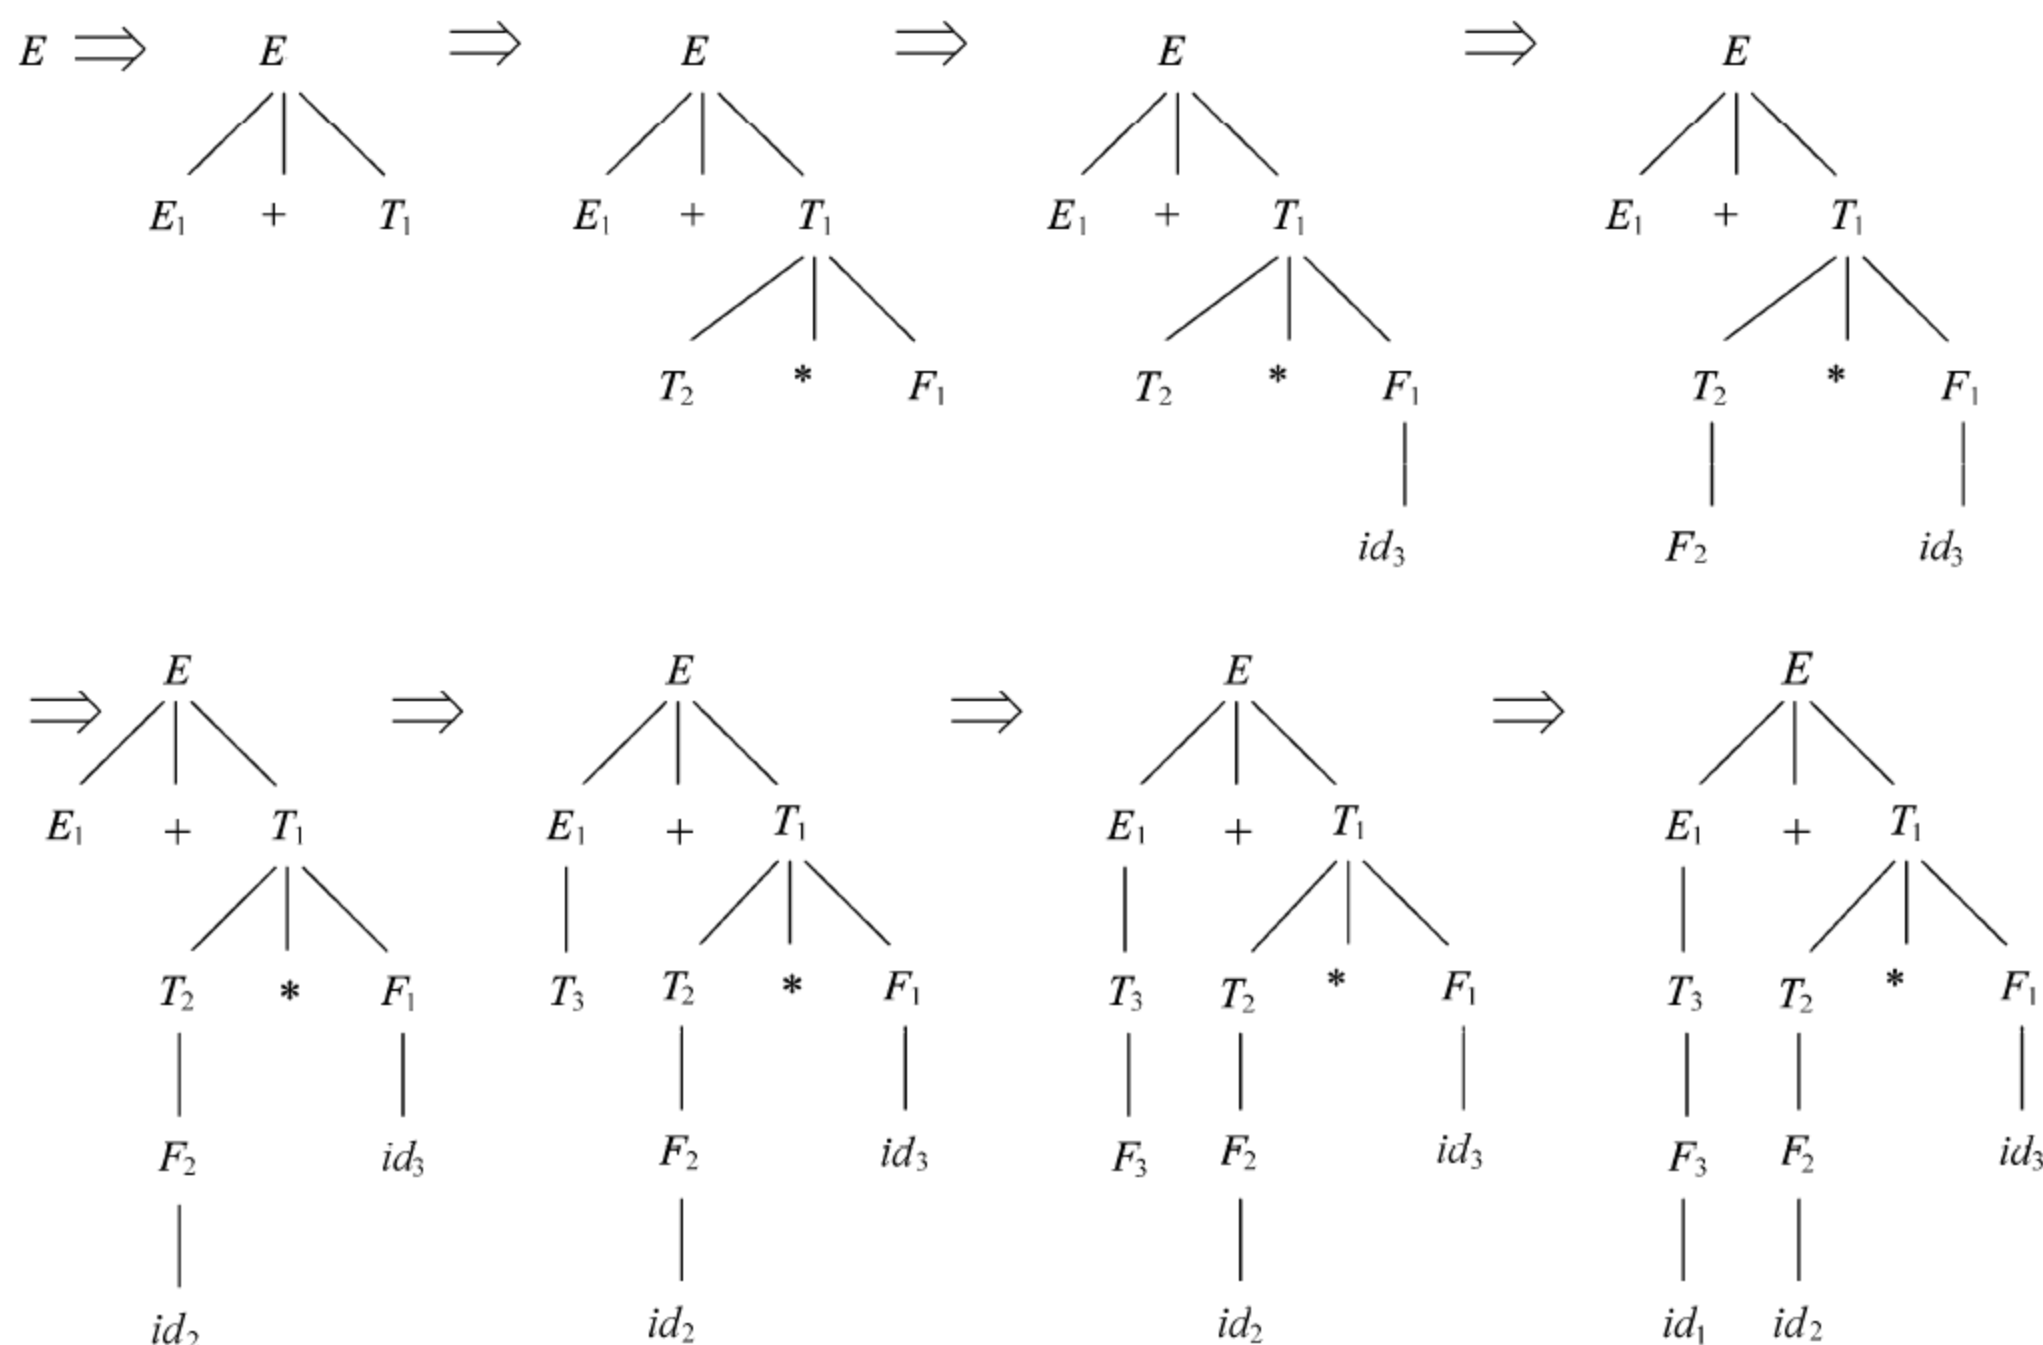 E ⇒ E ⇒ E ⇒ E ⇒ E
E₁ + T₁ E₁ + T₁ E₁ + T₁ E₁ + T₁
T₂ * F₁ T₂ * F₁ T₂ * F₁
id₃ F₂ id₃
⇒ E ⇒ E ⇒ E ⇒ E
E₁ + T₁ E₁ + T₁ E₁ + T₁ E₁ + T₁
T₂ * F₁ T₃ T₂ * F₁ T₃ T₂ * F₁ T₃ T₂ * F₁
F₂ id₃ F₂ id₃ F₃ F₂ id₃ F₃ F₂ id₃
id₂ id₂ id₂ id₁ id₂